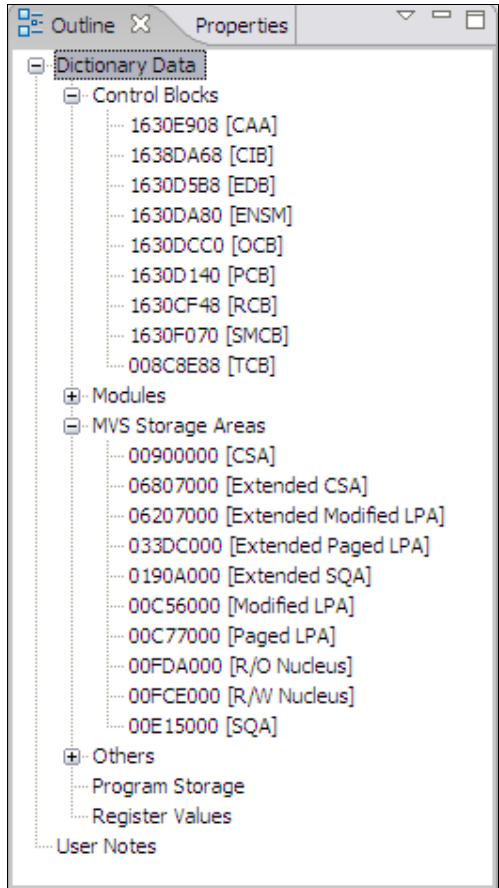 Outline Properties
Dictionary Data
Control Blocks
1630E908 [CAA]
1638DA68 [CIB]
1630D5B8 [EDB]
1630DA80 [ENSM]
1630DCC0 [OCB]
1630D140 [PCB]
1630CF48 [RCB]
1630F070 [SMCB]
008C8E88 [TCB]
Modules
MVS Storage Areas
00900000 [CSA]
06807000 [Extended CSA]
06207000 [Extended Modified LPA]
033DC000 [Extended Paged LPA]
0190A000 [Extended SQA]
00C56000 [Modified LPA]
00C77000 [Paged LPA]
00FDA000 [R/O Nucleus]
00FCE000 [R/W Nucleus]
00E15000 [SQA]
Others
Program Storage
Register Values
User Notes